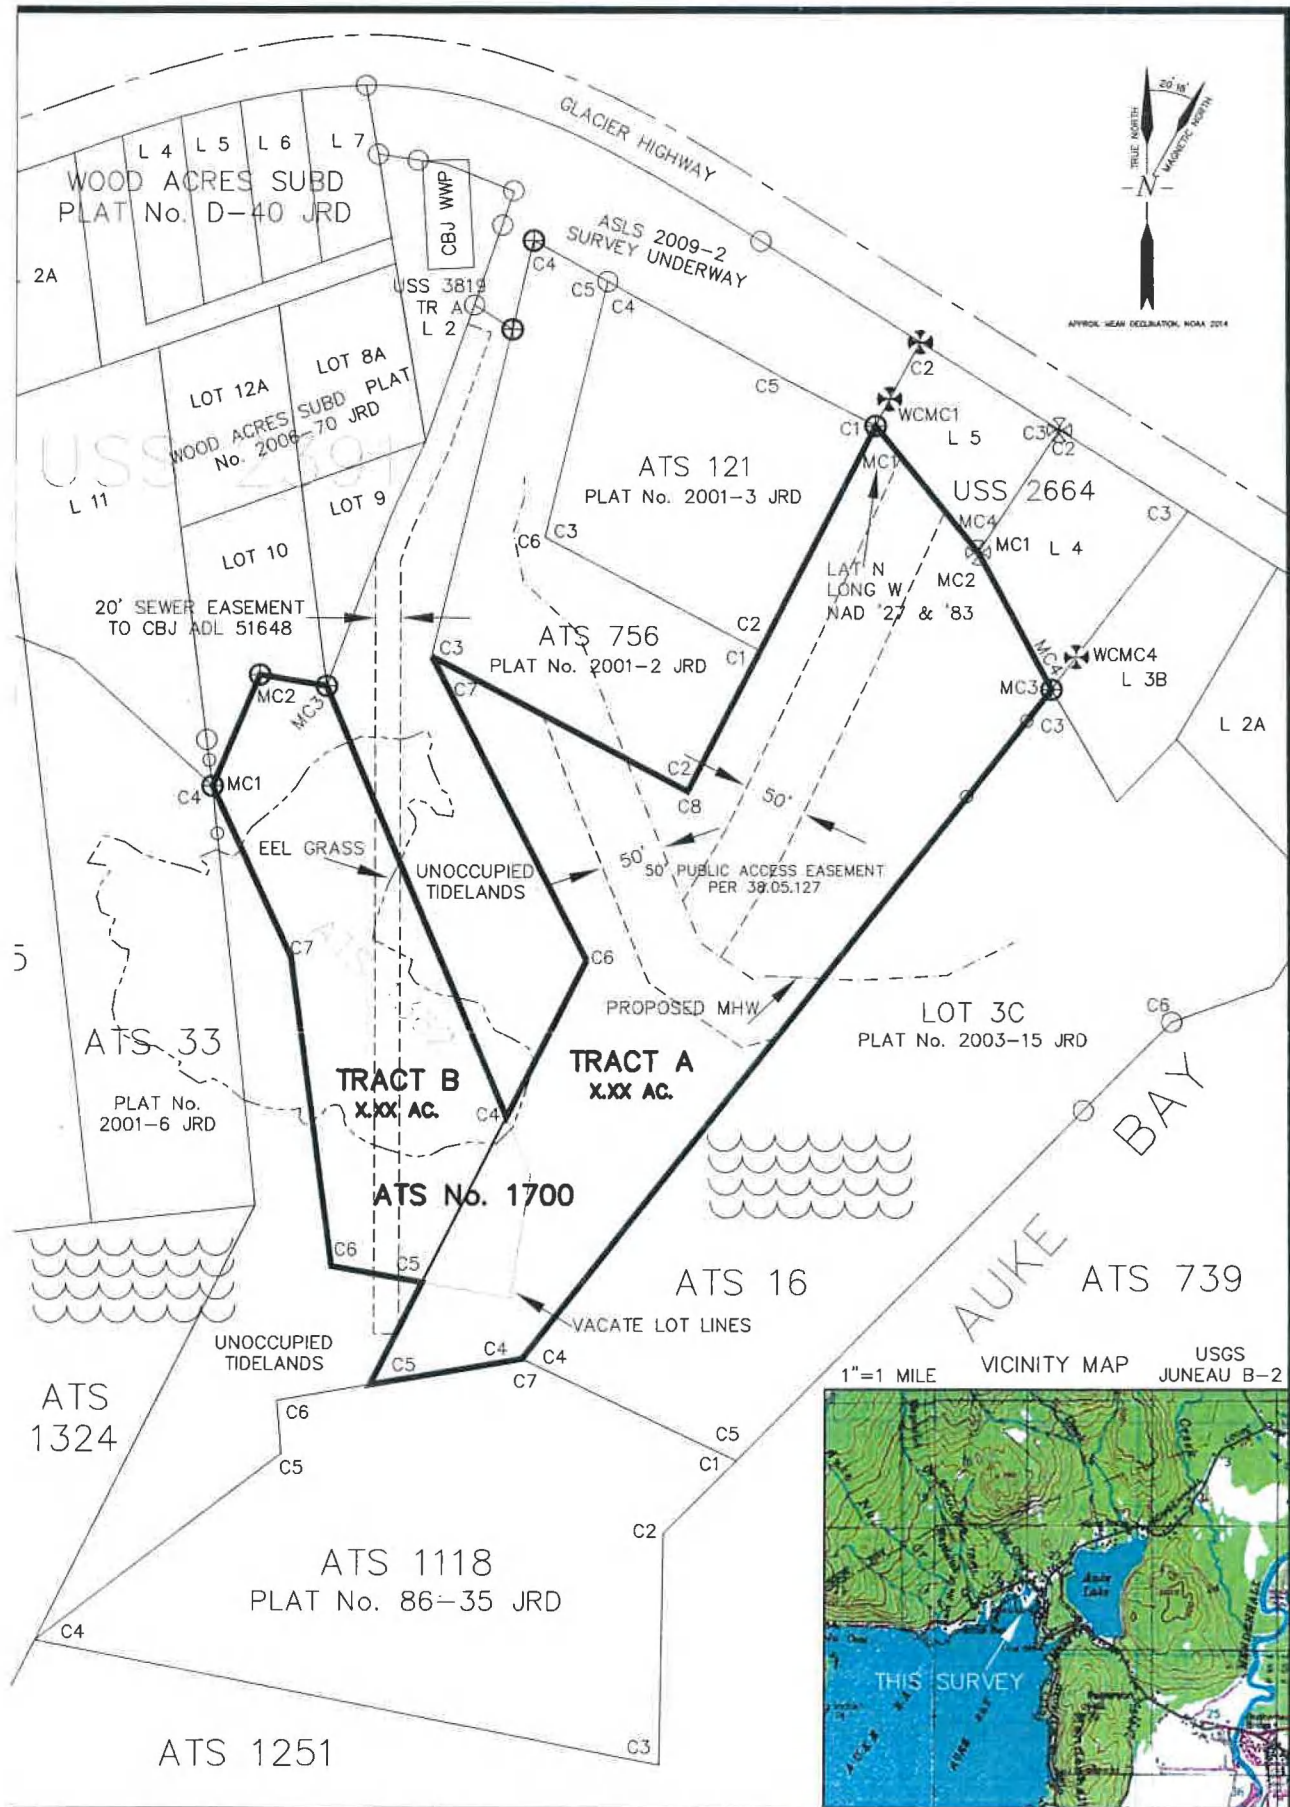 GLACIER HIGHWAY
20°18'
TRUE NORTH
MAGNETIC NORTH
-N-
APPROX. MEAN DECLINATION, NOAA 2014
L 4
L 5
L 6
L 7
WOOD ACRES SUBD
PLAT No. D-40 JRD
CBJ WWP
2A
ASLS 2009-2
SURVEY UNDERWAY
C4
C5
C4
USS 3819
TR A
L 2
C2
WCMC1
C5
C1
MC1
L 5
C3
C2
LOT 8A
LOT 12A
WOOD ACRES SUBD PLAT
No. 2006-70 JRD
USS 2391
L 11
LOT 9
LOT 10
ATS 121
PLAT No. 2001-3 JRD
USS 2664
C3
MC4
MC1
L 4
MC2
C3
C6
LAT N
LONG W
NAD '27 & '83
20' SEWER EASEMENT
TO CBJ ADL 51648
C3
C7
ATS 756
PLAT No. 2001-2 JRD
C2
C1
MC4
WCMC4
MC3
L 3B
C3
L 2A
MC2
MC3
C4
MC1
C2
C8
50'
50'
50' PUBLIC ACCESS EASEMENT
PER 38.05.127
EEL GRASS
UNOCCUPIED
TIDELANDS
5
C7
C6
PROPOSED MHW
LOT 3C
PLAT No. 2003-15 JRD
C6
ATS 33
PLAT No.
2001-6 JRD
TRACT B
X.XX AC.
TRACT A
X.XX AC.
C4
ATS No. 1700
AUKE BAY
C6
C5
ATS 16
ATS 739
VACATE LOT LINES
UNOCCUPIED
TIDELANDS
C5
C4
C4
C7
ATS
1324
C6
C5
C5
C1
C2
1"=1 MILE
VICINITY MAP
USGS
JUNEAU B-2
ATS 1118
PLAT No. 86-35 JRD
C4
C3
ATS 1251
Creek
Auke
Lake
THIS SURVEY
AUKE BAY
25
36